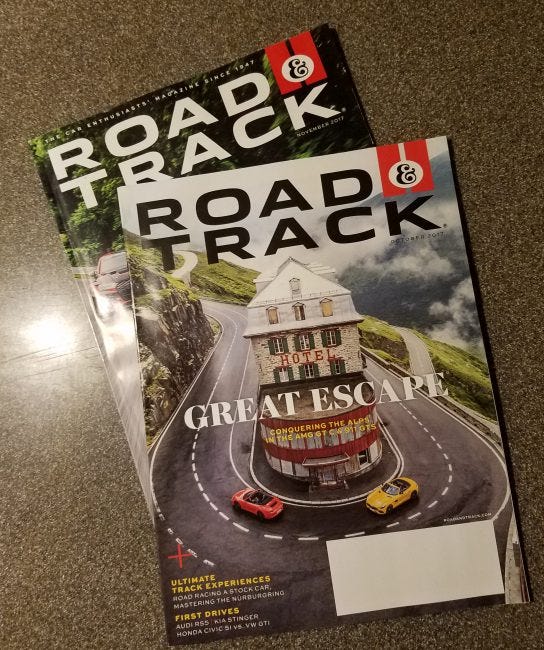 THE CAR ENTHUSIASTS' MAGAZINE SINCE 1947
ROAD &
TRACK®
NOVEMBER 2017
ROAD &
TRACK®
OCTOBER 2017
HOTEL
GREAT ESCAPE
CONQUERING THE ALPS
IN THE AMG GT C & 911 GTS
ROADANDTRACK.COM
+
ULTIMATE
TRACK EXPERIENCES
ROAD RACING A STOCK CAR,
MASTERING THE NÜRBURGRING
FIRST DRIVES
AUDI RS5 | KIA STINGER
HONDA CIVIC SI VS. VW GTI